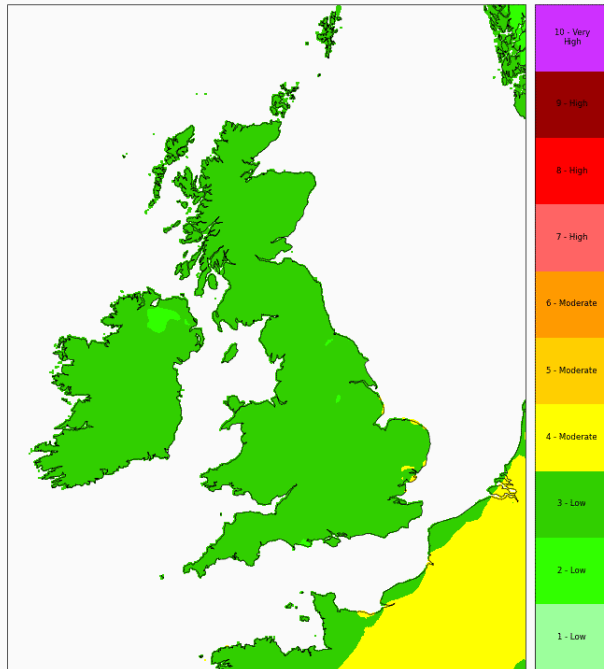 10 - Very
High
9 - High
8 - High
7 - High
6 - Moderate
5 - Moderate
4 - Moderate
3 - Low
2 - Low
1 - Low